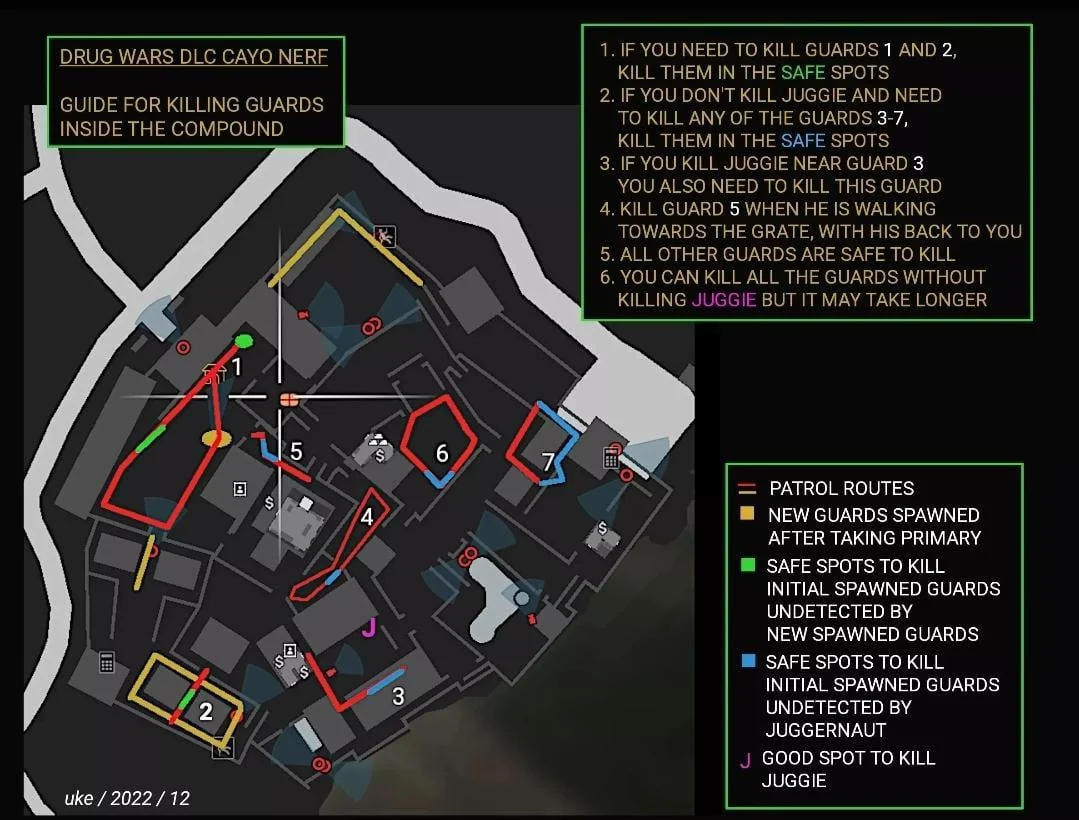 DRUG WARS DLC CAYO NERF
GUIDE FOR KILLING GUARDS
INSIDE THE COMPOUND
1. IF YOU NEED TO KILL GUARDS 1 AND 2,
KILL THEM IN THE SAFE SPOTS
2. IF YOU DON'T KILL JUGGIE AND NEED
TO KILL ANY OF THE GUARDS 3-7,
KILL THEM IN THE SAFE SPOTS
3. IF YOU KILL JUGGIE NEAR GUARD 3
YOU ALSO NEED TO KILL THIS GUARD
4. KILL GUARD 5 WHEN HE IS WALKING
TOWARDS THE GRATE, WITH HIS BACK TO YOU
5. ALL OTHER GUARDS ARE SAFE TO KILL
6. YOU CAN KILL ALL THE GUARDS WITHOUT
KILLING JUGGIE BUT IT MAY TAKE LONGER
1
5
6
7
$
$
4
$
J
$
$
3
2
PATROL ROUTES
NEW GUARDS SPAWNED
AFTER TAKING PRIMARY
SAFE SPOTS TO KILL
INITIAL SPAWNED GUARDS
UNDETECTED BY
NEW SPAWNED GUARDS
SAFE SPOTS TO KILL
INITIAL SPAWNED GUARDS
UNDETECTED BY
JUGGERNAUT
J GOOD SPOT TO KILL
JUGGIE
uke / 2022 / 12